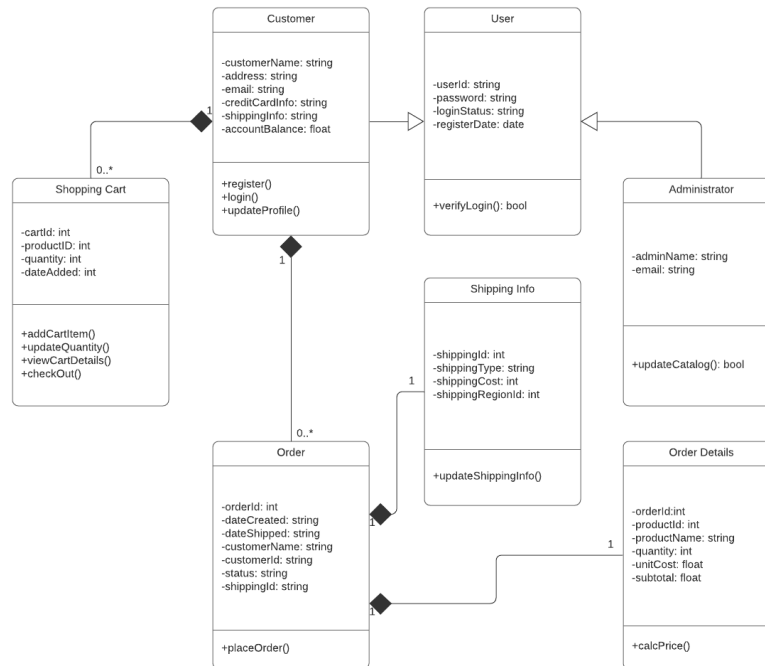 Customer
-customerName: string
-address: string
-email: string
-creditCardInfo: string
-shippingInfo: string
-accountBalance: float
+register()
+login()
+updateProfile()
User
-userId: string
-password: string
-loginStatus: string
-registerDate: date
+verifyLogin(): bool
1
0..*
Shopping Cart
-cartId: int
-productID: int
-quantity: int
-dateAdded: int
+addCartItem()
+updateQuantity()
+viewCartDetails()
+checkOut()
Administrator
-adminName: string
-email: string
+updateCatalog(): bool
1
0..*
Shipping Info
-shippingId: int
-shippingType: string
-shippingCost: int
-shippingRegionId: int
+updateShippingInfo()
1
1
Order
-orderId: int
-dateCreated: string
-dateShipped: string
-customerName: string
-customerId: string
-status: string
-shippingId: string
+placeOrder()
1
1
Order Details
-orderId:int
-productId: int
-productName: string
-quantity: int
-unitCost: float
-subtotal: float
+calcPrice()